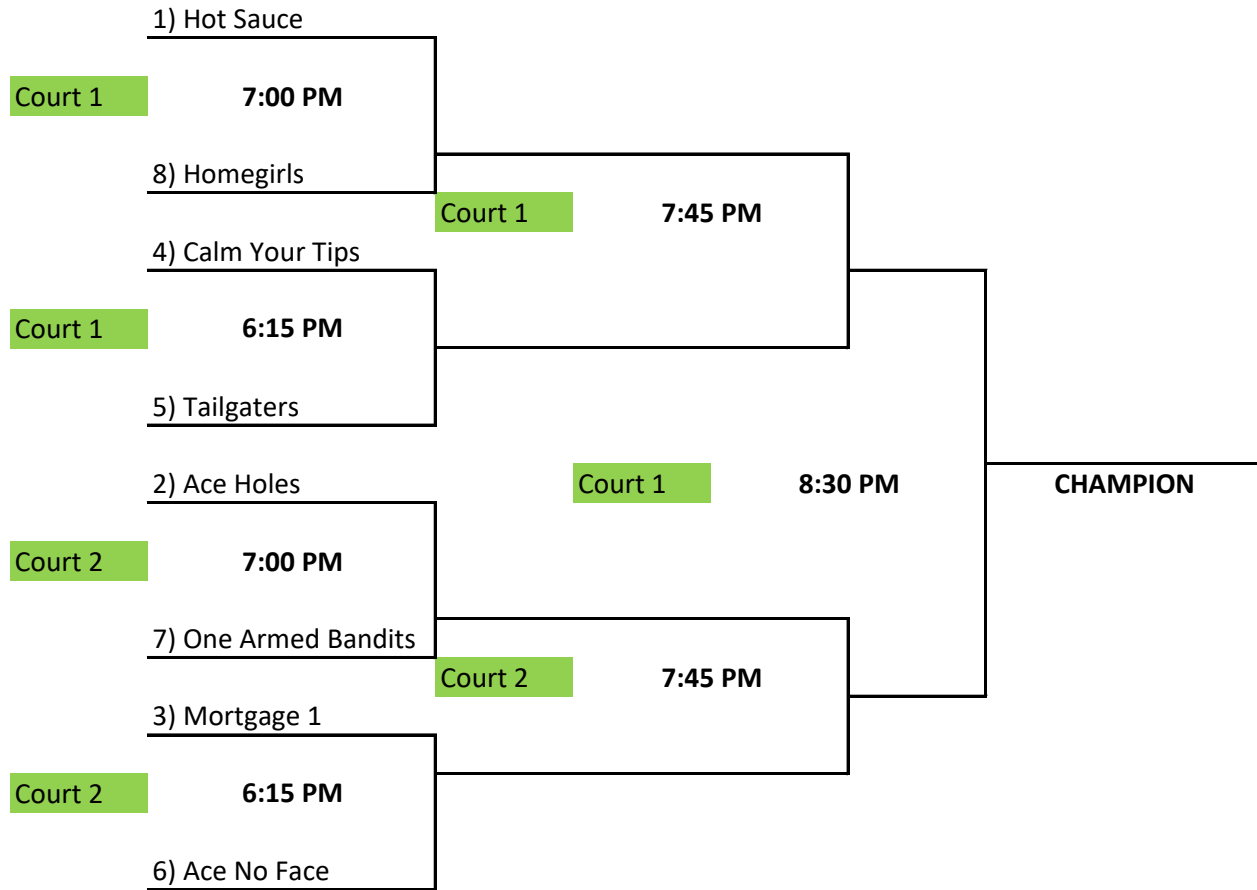 1) Hot Sauce
Court 1 7:00 PM
8) Homegirls
Court 1 7:45 PM
4) Calm Your Tips
Court 1 6:15 PM
5) Tailgaters
2) Ace Holes
Court 1 8:30 PM CHAMPION
Court 2 7:00 PM
7) One Armed Bandits
Court 2 7:45 PM
3) Mortgage 1
Court 2 6:15 PM
6) Ace No Face